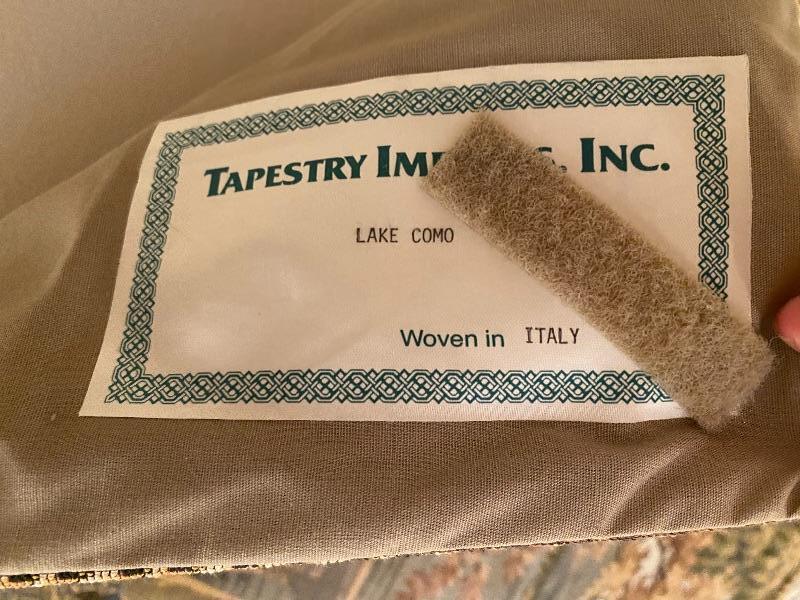 TAPESTRY INC.
LAKE COMO
Woven in ITALY